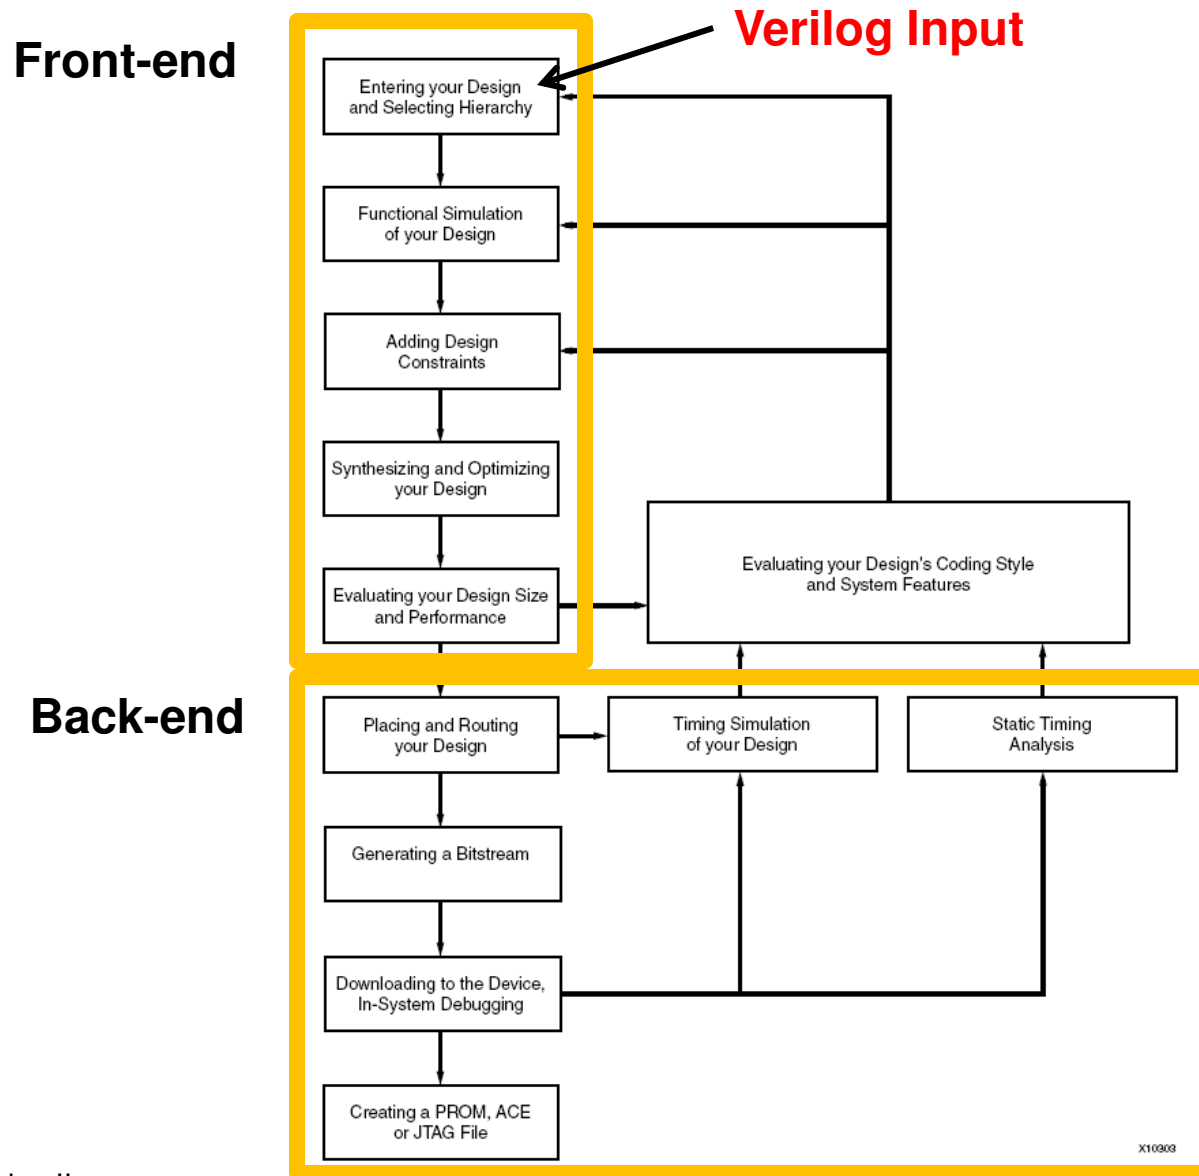 Verilog Input
Front-end
Entering your Design
and Selecting Hierarchy
Functional Simulation
of your Design
Adding Design
Constraints
Synthesizing and Optimizing
your Design
Evaluating your Design Size
and Performance
Evaluating your Design's Coding Style
and System Features
Back-end
Placing and Routing
your Design
Timing Simulation
of your Design
Static Timing
Analysis
Generating a Bitstream
Downloading to the Device,
In-System Debugging
Creating a PROM, ACE
or JTAG File
X10303